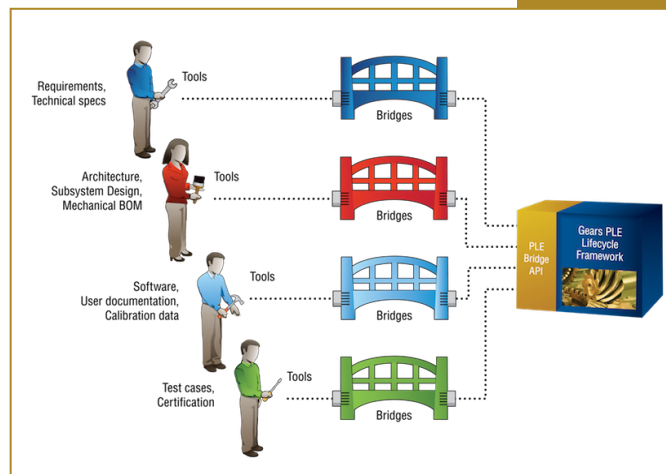 Requirements,
Technical specs
Tools
Bridges
Architecture,
Subsystem Design,
Mechanical BOM
Tools
Bridges
Software,
User documentation,
Calibration data
Tools
Bridges
Test cases,
Certification
Tools
Bridges
PLE
Bridge
API
Gears PLE
Lifecycle
Framework